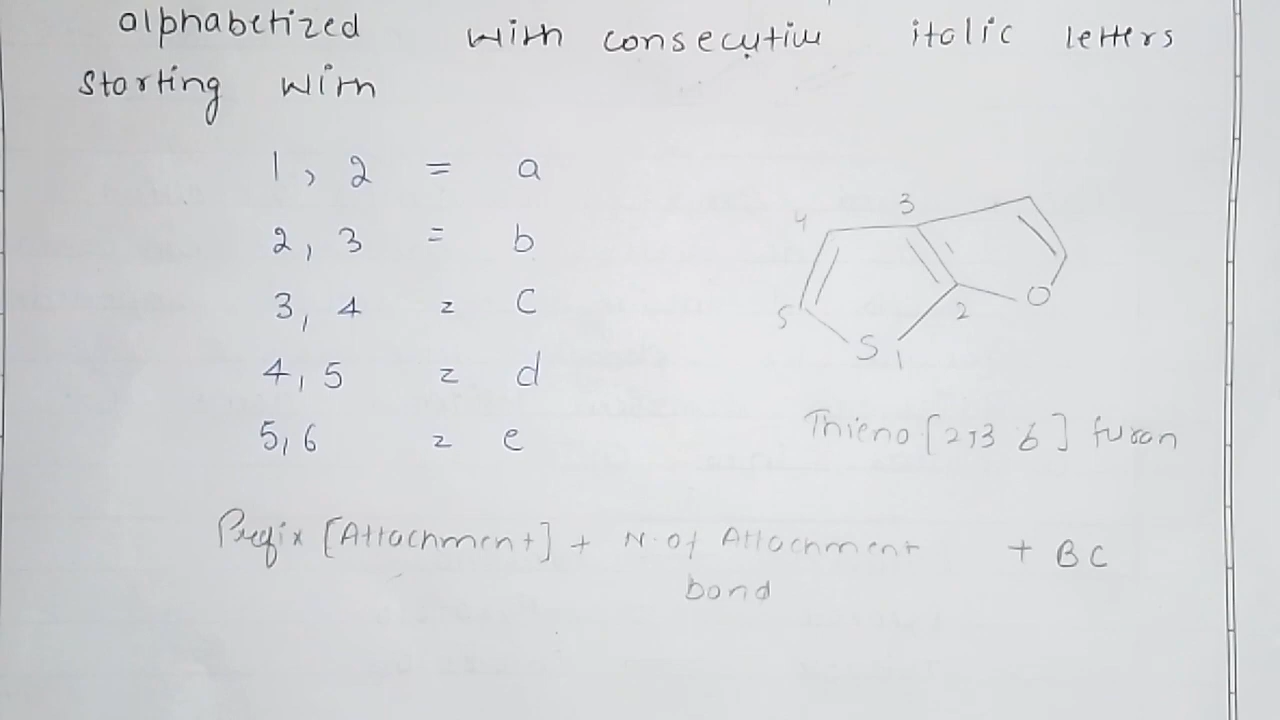 alphabetized with consecutive italic letters
starting with
1, 2 = a
2, 3 = b
3, 4 = c
4, 5 = d
5, 6 = e
4 3
5 S 1 2 O
Thieno [2,3 b] furan
Prefix [Attachment] + N. of Attachment + BC
bond